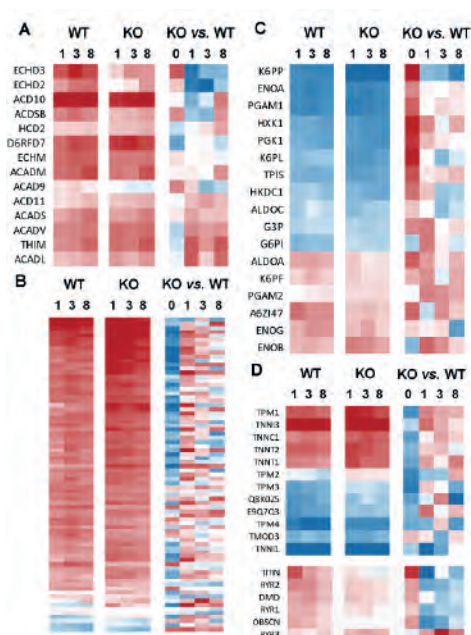 A
WT KO KO vs. WT
1 3 8 1 3 8 0 1 3 8
ECHD3
ECHD2
ACD10
ACDSB
HCD2
D6RFD7
ECHM
ACADM
ACAD9
ACD11
ACADS
ACADV
THIM
ACADL
B
WT KO KO vs. WT
1 3 8 1 3 8 0 1 3 8
C
WT KO KO vs. WT
1 3 8 1 3 8 0 1 3 8
K6PP
ENOA
PGAM1
HXK1
PGK1
K6PL
TPIS
HKDC1
ALDOC
G3P
G6PI
ALDOA
K6PF
PGAM2
A6ZI47
ENOG
ENOB
D
WT KO KO vs. WT
1 3 8 1 3 8 0 1 3 8
TPM1
TNNI3
TNNC1
TNNT2
TNNT1
TPM2
TPM3
Q8K0Z5
E9Q7Q3
TPM4
TMOD3
TNNI1
TITIN
RYR2
DMD
RYR1
OBSCN
RYR3